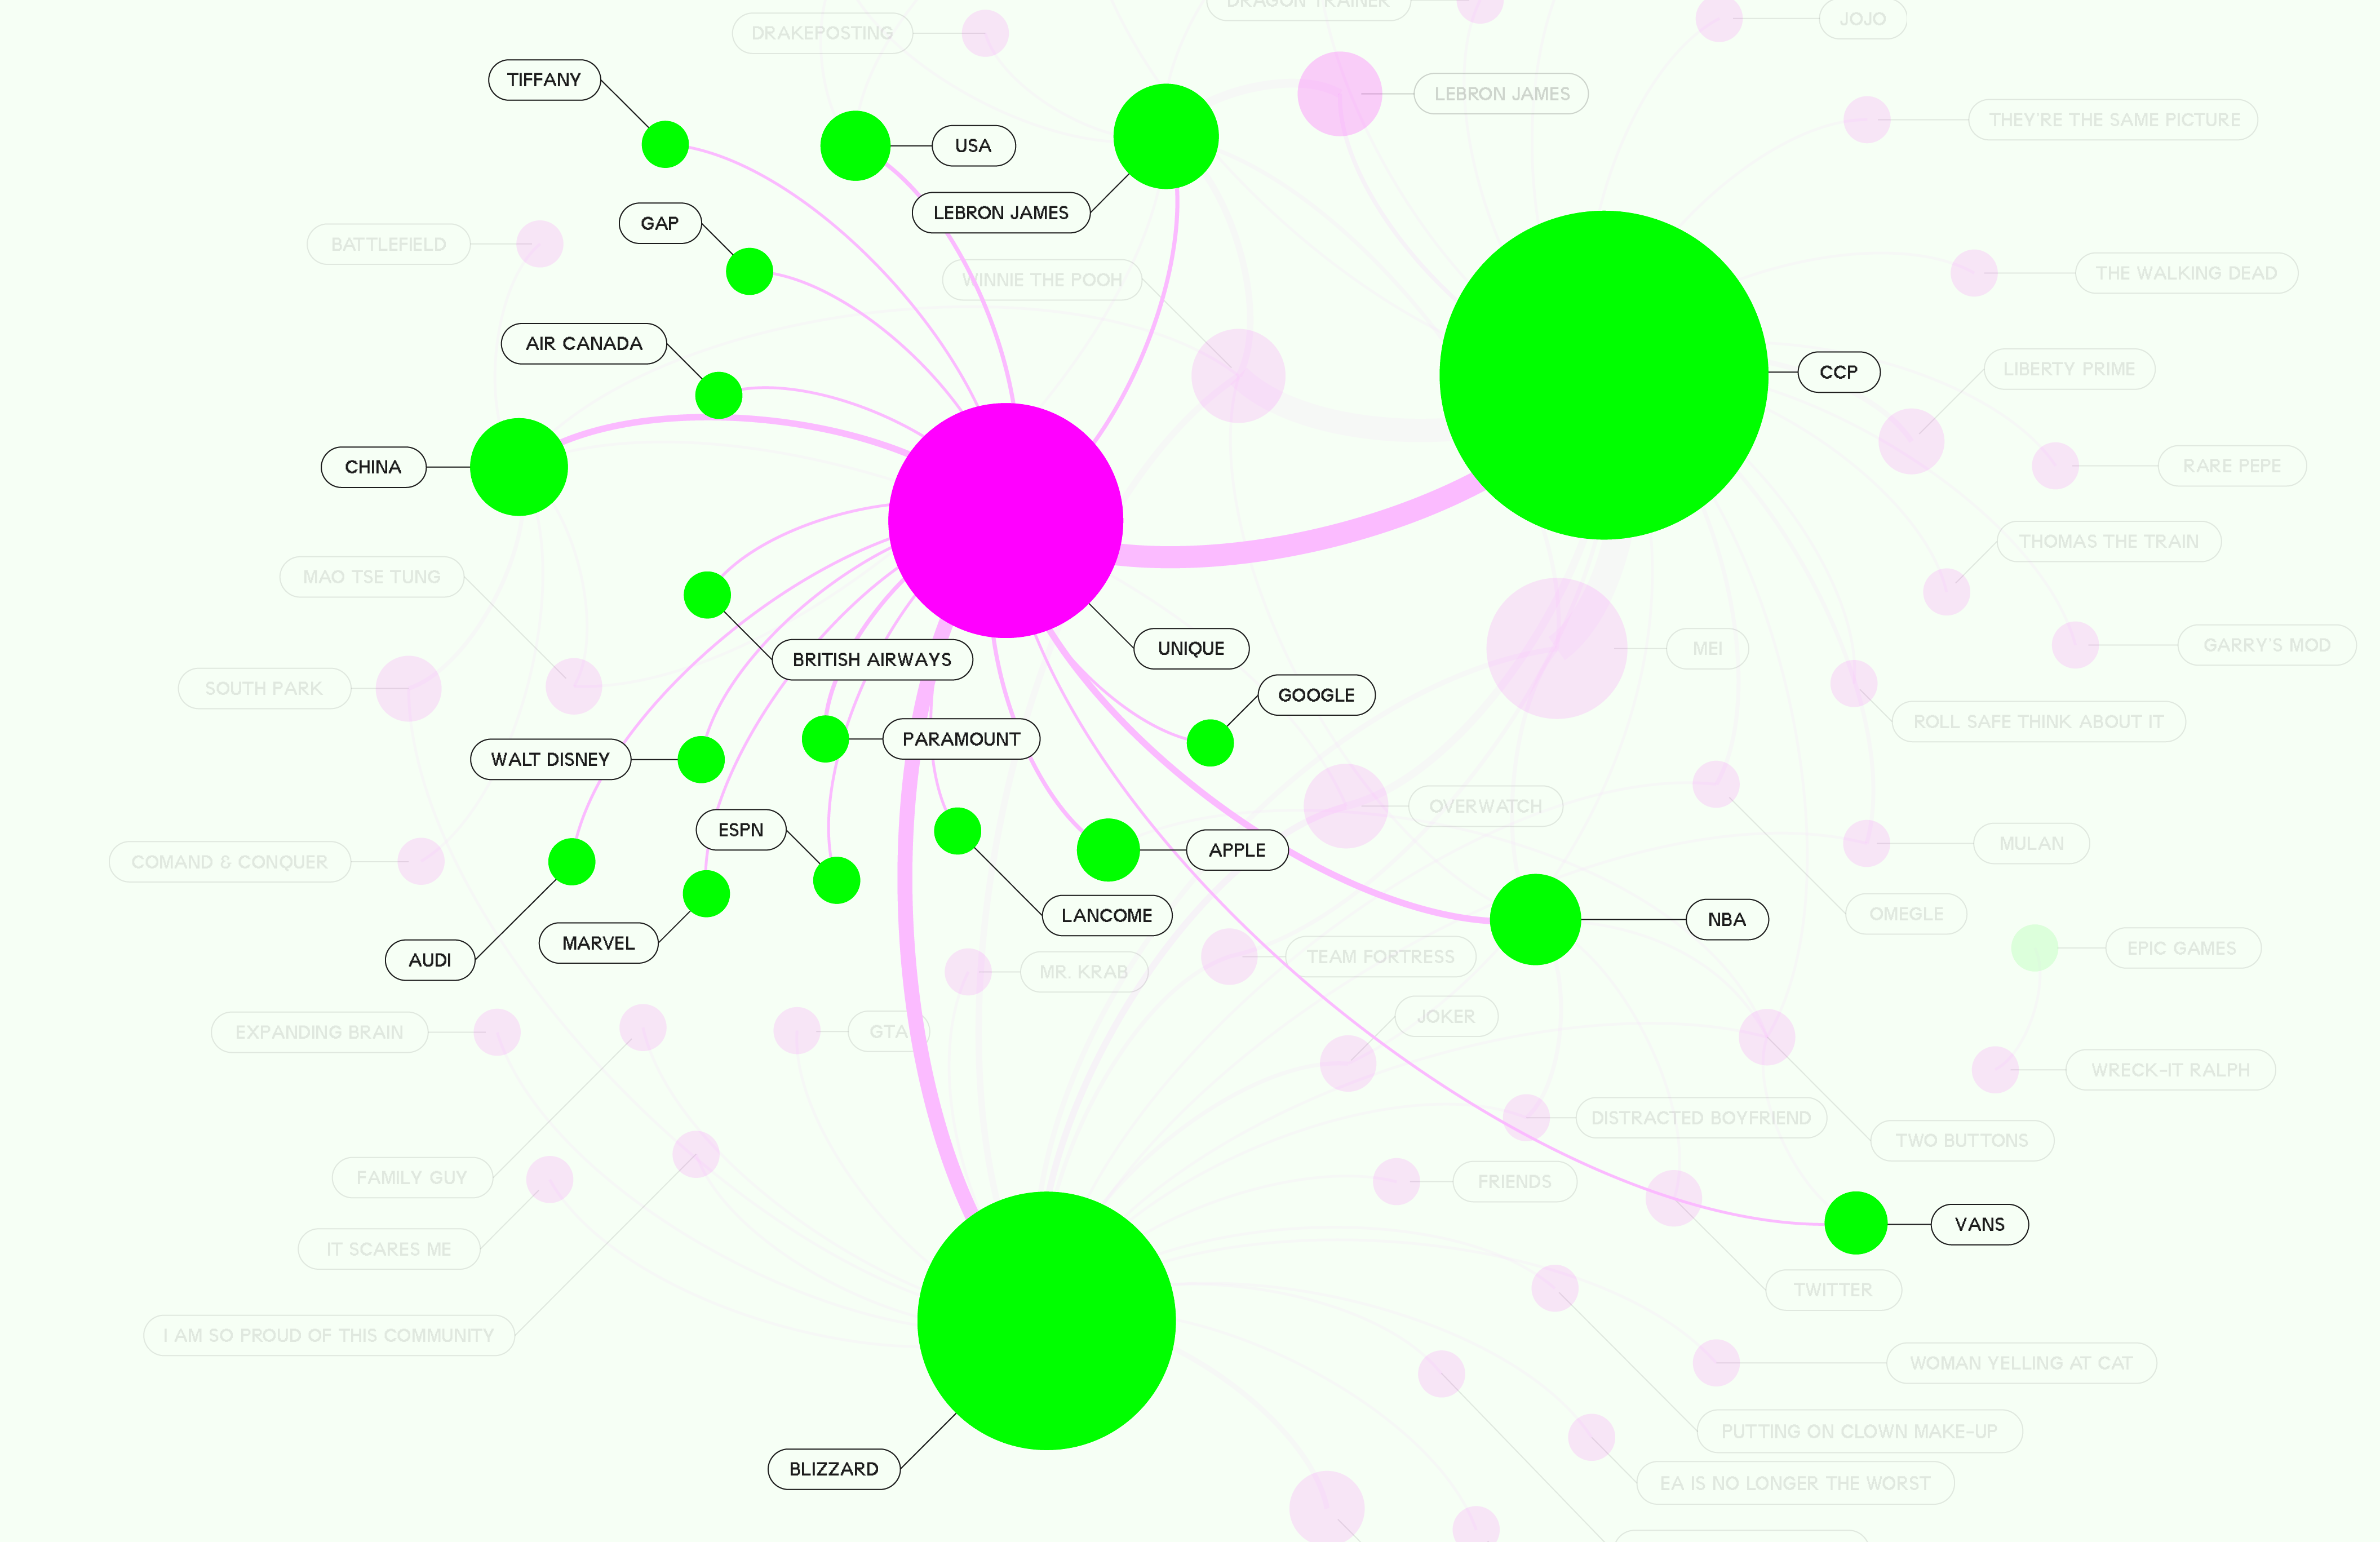 DRAGON TRAINER
JOJO
DRAKEPOSTING
TIFFANY
LEBRON JAMES
THEY'RE THE SAME PICTURE
USA
LEBRON JAMES
GAP
BATTLEFIELD
WINNIE THE POOH
THE WALKING DEAD
AIR CANADA
CCP
LIBERTY PRIME
CHINA
RARE PEPE
THOMAS THE TRAIN
MAO TSE TUNG
UNIQUE
MEI
GARRY'S MOD
BRITISH AIRWAYS
SOUTH PARK
GOOGLE
ROLL SAFE THINK ABOUT IT
PARAMOUNT
WALT DISNEY
OVERWATCH
ESPN
MULAN
APPLE
COMAND & CONQUER
LANCOME
OMEGLE
NBA
MARVEL
EPIC GAMES
AUDI
TEAM FORTRESS
MR. KRAB
JOKER
EXPANDING BRAIN
GTA
WRECK-IT RALPH
DISTRACTED BOYFRIEND
TWO BUTTONS
FAMILY GUY
FRIENDS
VANS
IT SCARES ME
TWITTER
I AM SO PROUD OF THIS COMMUNITY
WOMAN YELLING AT CAT
PUTTING ON CLOWN MAKE-UP
BLIZZARD
EA IS NO LONGER THE WORST